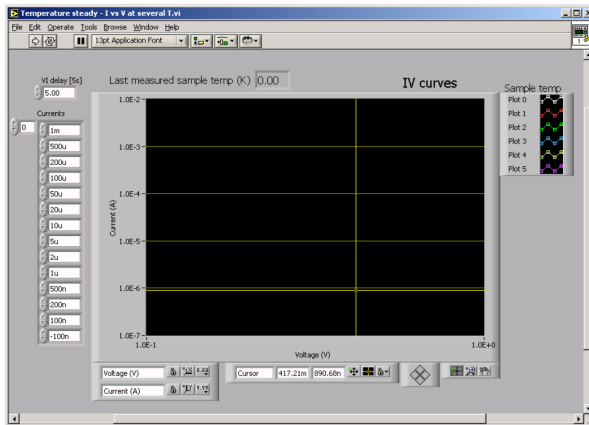 Temperature steady - I vs V at several T.vi
File Edit Operate Tools Browse Window Help
13pt Application Font
VI delay [5s]
5.00
Last measured sample temp (K) 0.00
IV curves
Sample temp
Plot 0
Plot 1
Plot 2
Plot 3
Plot 4
Plot 5
Currents
0
1m
500u
200u
100u
50u
20u
10u
5u
2u
1u
500n
200n
100n
-100n
Current (A)
1.0E-2
1.0E-3
1.0E-4
1.0E-5
1.0E-6
1.0E-7
1.0E-1
1.0E+0
Voltage (V)
Voltage (V)
Current (A)
Cursor 417.21m 890.68n